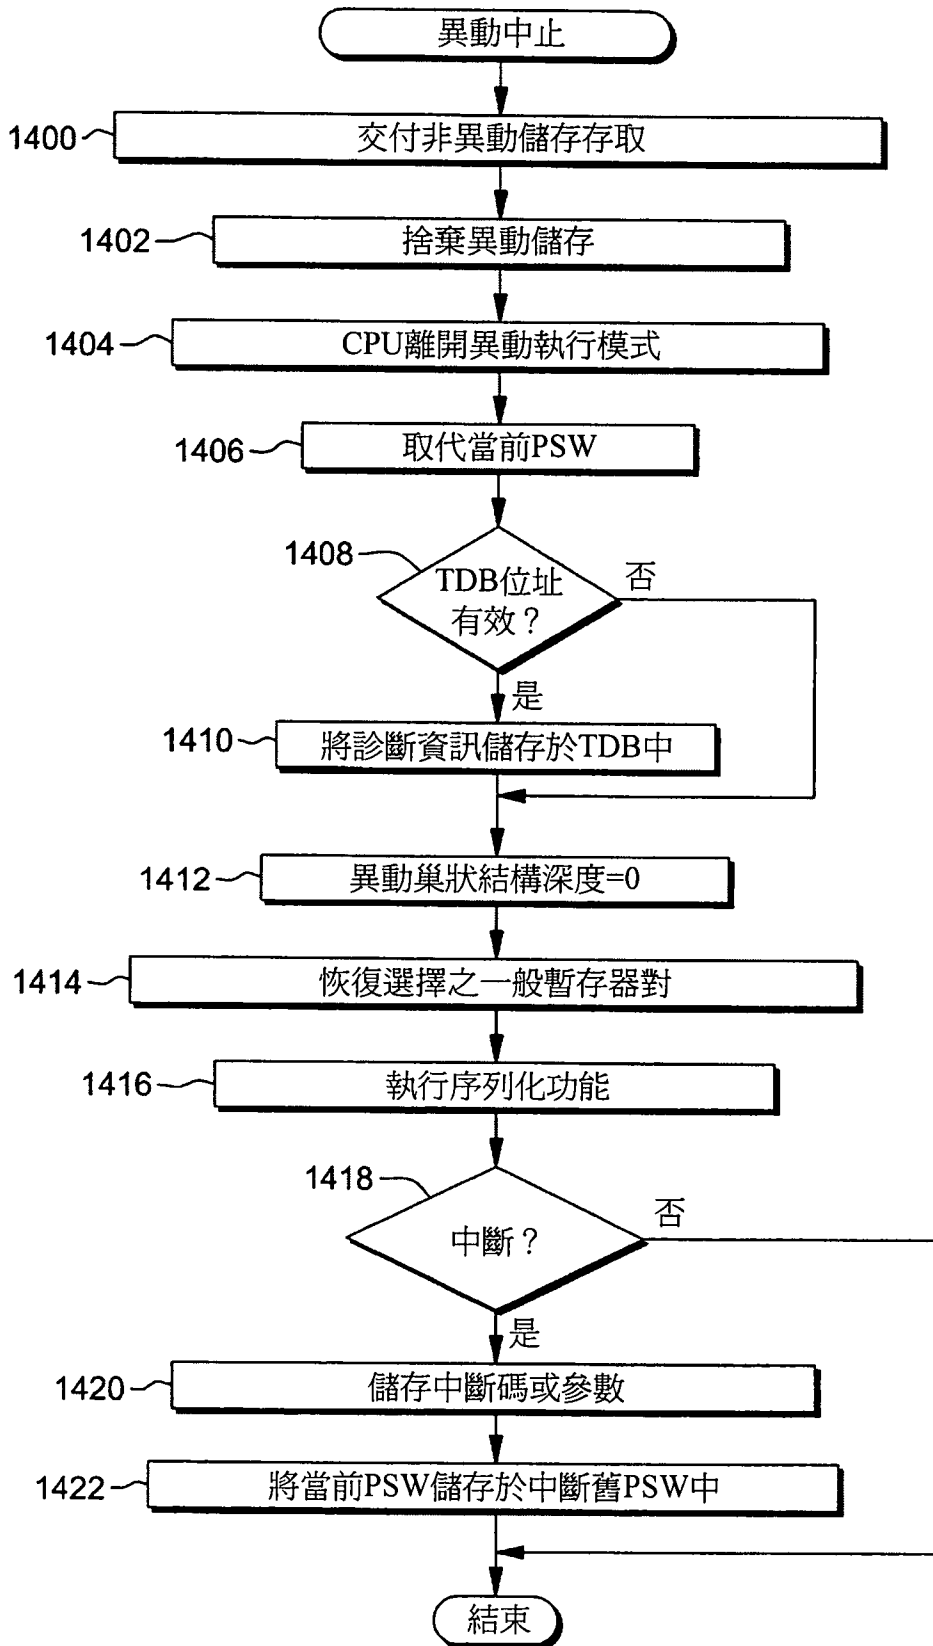 異動中止
1400
交付非異動儲存存取
1402
捨棄異動儲存
1404
CPU離開異動執行模式
1406
取代當前PSW
1408
TDB位址
有效？
否
是
1410
將診斷資訊儲存於TDB中
1412
異動巢狀結構深度=0
1414
恢復選擇之一般暫存器對
1416
執行序列化功能
1418
中斷？
否
是
1420
儲存中斷碼或參數
1422
將當前PSW儲存於中斷舊PSW中
結束